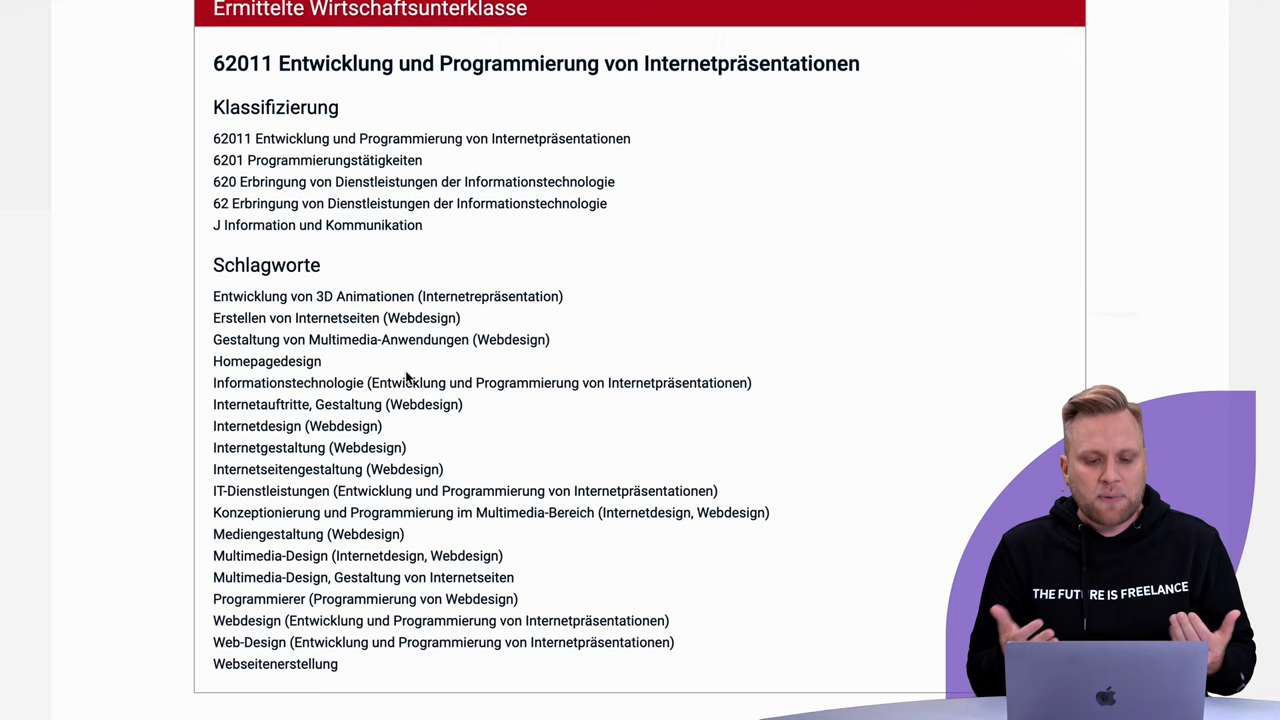 Ermittelte Wirtschaftsunterklasse
62011 Entwicklung und Programmierung von Internetpräsentationen
Klassifizierung
62011 Entwicklung und Programmierung von Internetpräsentationen
6201 Programmierungstätigkeiten
620 Erbringung von Dienstleistungen der Informationstechnologie
62 Erbringung von Dienstleistungen der Informationstechnologie
J Information und Kommunikation
Schlagworte
Entwicklung von 3D Animationen (Internetrepräsentation)
Erstellen von Internetseiten (Webdesign)
Gestaltung von Multimedia-Anwendungen (Webdesign)
Homepagedesign
Informationstechnologie (Entwicklung und Programmierung von Internetpräsentationen)
Internetauftritte, Gestaltung (Webdesign)
Internetdesign (Webdesign)
Internetgestaltung (Webdesign)
Internetseitengestaltung (Webdesign)
IT-Dienstleistungen (Entwicklung und Programmierung von Internetpräsentationen)
Konzeptionierung und Programmierung im Multimedia-Bereich (Internetdesign, Webdesign)
Mediengestaltung (Webdesign)
Multimedia-Design (Internetdesign, Webdesign)
Multimedia-Design, Gestaltung von Internetseiten
Programmierer (Programmierung von Webdesign)
Webdesign (Entwicklung und Programmierung von Internetpräsentationen)
Web-Design (Entwicklung und Programmierung von Internetpräsentationen)
Webseitenerstellung
THE FUTURE IS FREELANCE